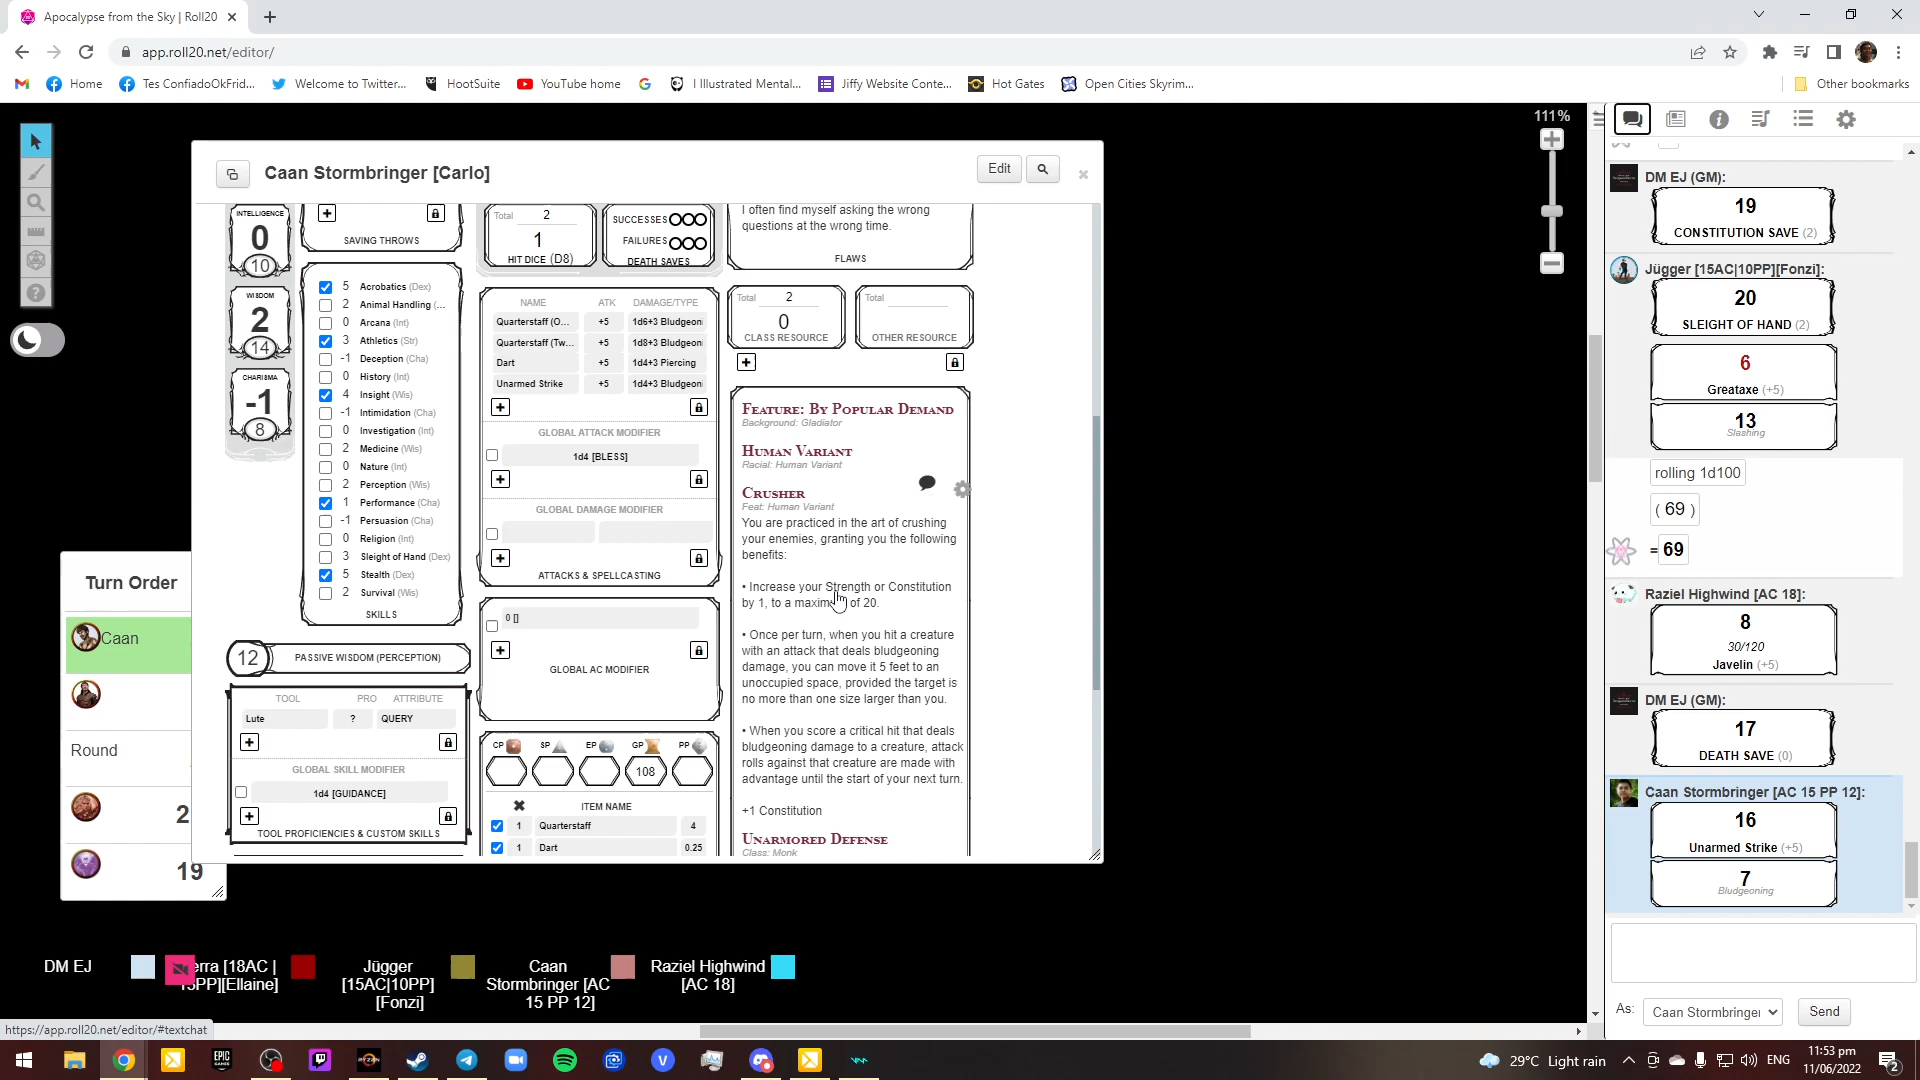 Apocalypse from the Sky | Roll20
app.roll20.net/editor/
Home
Tes ConfiadoOkFrid...
Welcome to Twitter...
HootSuite
YouTube home
I Illustrated Mental...
Jiffy Website Conte...
Hot Gates
Open Cities Skyrim...
Other bookmarks
111%
Caan Stormbringer [Carlo]
Edit
INTELLIGENCE
0
10
WISDOM
2
14
CHARISMA
-1
8
SAVING THROWS
5 Acrobatics (Dex)
2 Animal Handling (...
0 Arcana (Int)
3 Athletics (Str)
-1 Deception (Cha)
0 History (Int)
4 Insight (Wis)
-1 Intimidation (Cha)
0 Investigation (Int)
2 Medicine (Wis)
0 Nature (Int)
2 Perception (Wis)
1 Performance (Cha)
-1 Persuasion (Cha)
0 Religion (Int)
3 Sleight of Hand (Dex)
5 Stealth (Dex)
2 Survival (Wis)
SKILLS
12 PASSIVE WISDOM (PERCEPTION)
TOOL PRO ATTRIBUTE
Lute ? QUERY
GLOBAL SKILL MODIFIER
1d4 [GUIDANCE]
TOOL PROFICIENCIES & CUSTOM SKILLS
Total 2
1
HIT DICE (D8)
SUCCESSES
FAILURES
DEATH SAVES
NAME ATK DAMAGE/TYPE
Quarterstaff (O... +5 1d6+3 Bludgeon
Quarterstaff (Tw... +5 1d8+3 Bludgeon
Dart +5 1d4+3 Piercing
Unarmed Strike +5 1d4+3 Bludgeon
GLOBAL ATTACK MODIFIER
1d4 [BLESS]
GLOBAL DAMAGE MODIFIER
ATTACKS & SPELLCASTING
0 []
GLOBAL AC MODIFIER
CP SP EP GP PP
108
ITEM NAME
1 Quarterstaff 4
1 Dart 0.25
I often find myself asking the wrong
questions at the wrong time.
FLAWS
Total 2
0
CLASS RESOURCE
Total
OTHER RESOURCE
FEATURE: BY POPULAR DEMAND
Background: Gladiator
HUMAN VARIANT
Racial: Human Variant
CRUSHER
Feat: Human Variant
You are practiced in the art of crushing
your enemies, granting you the following
benefits:
• Increase your Strength or Constitution
by 1, to a maxim of 20.
• Once per turn, when you hit a creature
with an attack that deals bludgeoning
damage, you can move it 5 feet to an
unoccupied space, provided the target is
no more than one size larger than you.
• When you score a critical hit that deals
bludgeoning damage to a creature, attack
rolls against that creature are made with
advantage until the start of your next turn.
+1 Constitution
UNARMORED DEFENSE
Class: Monk
Turn Order
Caan
Round
2
19
DM EJ (GM):
19
CONSTITUTION SAVE (2)
Jügger [15AC|10PP][Fonzi]:
20
SLEIGHT OF HAND (2)
6
Greataxe (+5)
13
Slashing
rolling 1d100
( 69 )
= 69
Raziel Highwind [AC 18]:
8
30/120
Javelin (+5)
DM EJ (GM):
17
DEATH SAVE (0)
Caan Stormbringer [AC 15 PP 12]:
16
Unarmed Strike (+5)
7
Bludgeoning
As: Caan Stormbringer
Send
DM EJ
erra [18AC |
PP][Ellaine]
Jügger
[15AC|10PP]
[Fonzi]
Caan
Stormbringer [AC
15 PP 12]
Raziel Highwind
[AC 18]
https://app.roll20.net/editor/#textchat
29°C Light rain
ENG
11:53 pm
11/06/2022
2